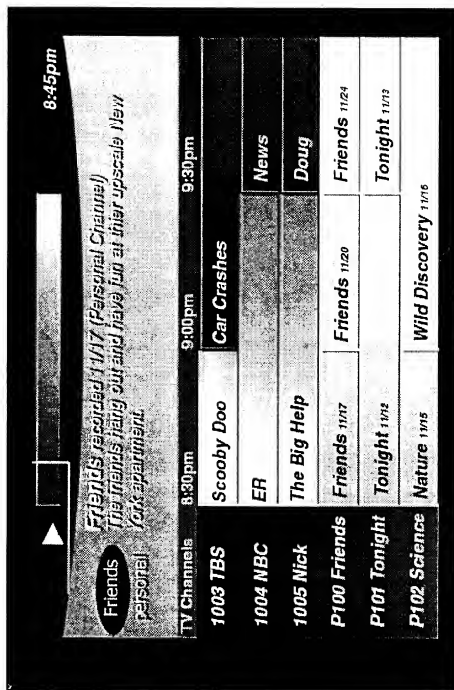 8:45pm
Friends recorded 11/17 (Personal Channel)
The friends hang out and have fun at thier upscale New
York apartment.
Friends
personal
TV Channels 8:30pm 9:00pm 9:30pm
1003 TBS Scooby Doo Car Crashes
1004 NBC ER News
1005 Nick The Big Help Doug
P100 Friends Friends 11/17 Friends 11/20 Friends 11/24
P101 Tonight Tonight 11/12 Tonight 11/13
P102 Science Nature 11/15 Wild Discovery 11/16